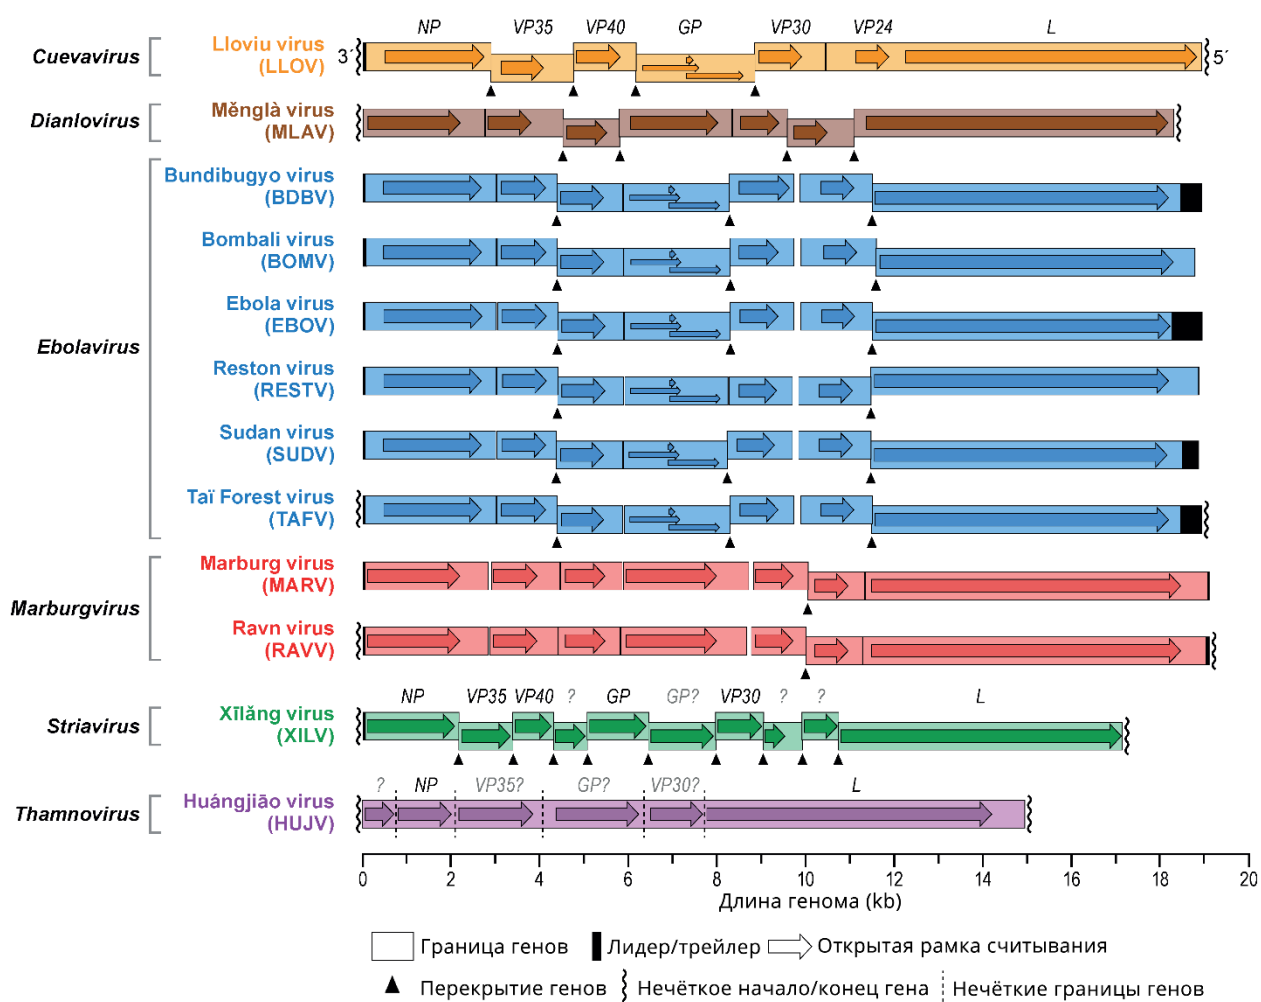 NP VP35 VP40 GP VP30 VP24 L
Cuevavirus
Lloviu virus
(LLOV)
3´ 5´
Dianlovirus
Měnglà virus
(MLAV)
Ebolavirus
Bundibugyo virus
(BDBV)
Bombali virus
(BOMV)
Ebola virus
(EBOV)
Reston virus
(RESTV)
Sudan virus
(SUDV)
Taï Forest virus
(TAFV)
Marburgvirus
Marburg virus
(MARV)
Ravn virus
(RAVV)
NP VP35 VP40 ? GP GP? VP30 ? ? L
Striavirus
Xīlǎng virus
(XILV)
? NP VP35? GP? VP30? L
Thamnovirus
Huángjiāo virus
(HUJV)
0 2 4 6 8 10 12 14 16 18 20
Длина генома (kb)
Граница генов Лидер/трейлер Открытая рамка считывания
Перекрытие генов Нечёткое начало/конец гена Нечёткие границы генов